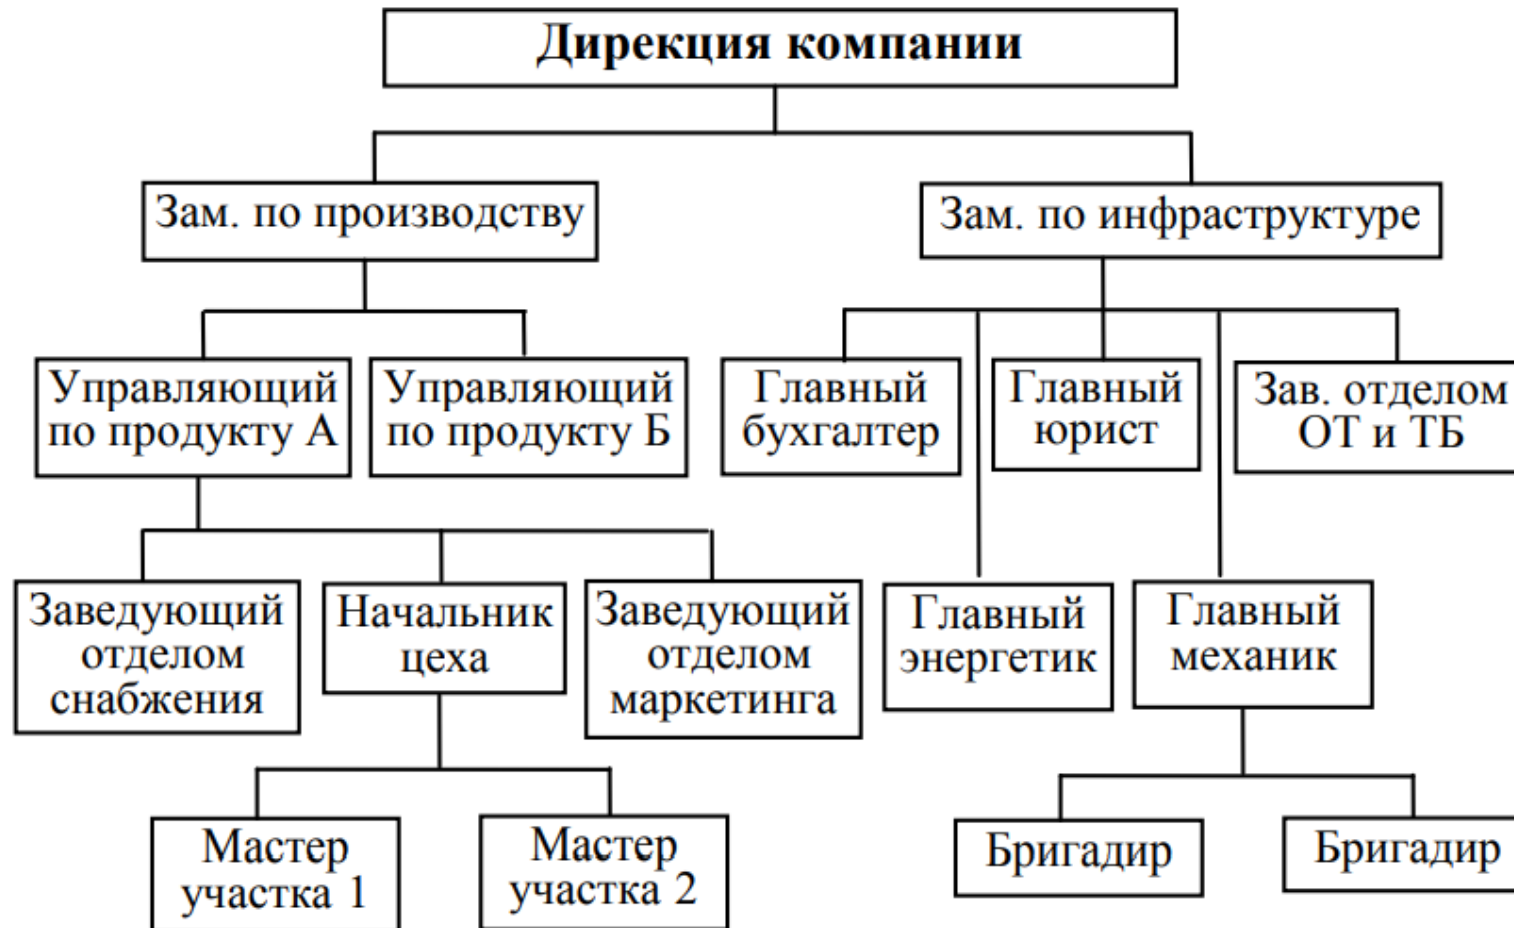 Дирекция компании
Зам. по производству
Зам. по инфраструктуре
Управляющий
по продукту А
Управляющий
по продукту Б
Главный
бухгалтер
Главный
юрист
Зав. отделом
ОТ и ТБ
Заведующий
отделом
снабжения
Начальник
цеха
Заведующий
отделом
маркетинга
Главный
энергетик
Главный
механик
Мастер
участка 1
Мастер
участка 2
Бригадир
Бригадир